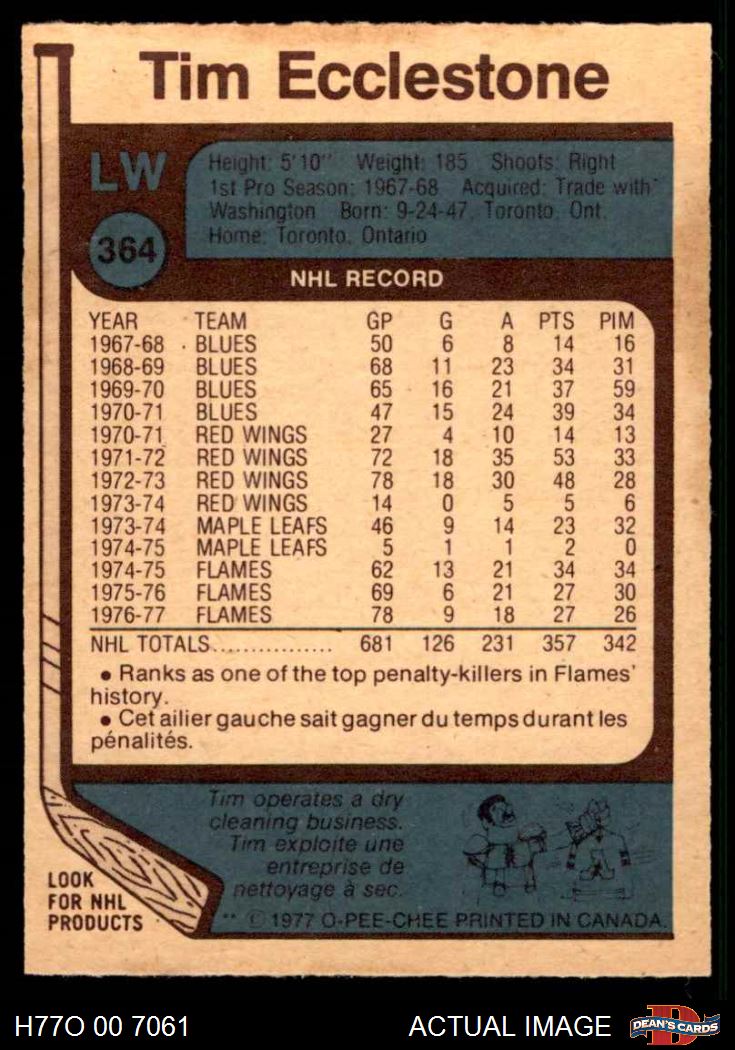 Tim Ecclestone
LW
364
Height: 5'10" Weight: 185 Shoots: Right
1st Pro Season: 1967-68 Acquired: Trade with
Washington Born: 9-24-47, Toronto, Ont.
Home: Toronto, Ontario
NHL RECORD
YEAR TEAM GP G A PTS PIM
1967-68 BLUES 50 6 8 14 16
1968-69 BLUES 68 11 23 34 31
1969-70 BLUES 65 16 21 37 59
1970-71 BLUES 47 15 24 39 34
1970-71 RED WINGS 27 4 10 14 13
1971-72 RED WINGS 72 18 35 53 33
1972-73 RED WINGS 78 18 30 48 28
1973-74 RED WINGS 14 0 5 5 6
1973-74 MAPLE LEAFS 46 9 14 23 32
1974-75 MAPLE LEAFS 5 1 1 2 0
1974-75 FLAMES 62 13 21 34 34
1975-76 FLAMES 69 6 21 27 30
1976-77 FLAMES 78 9 18 27 26
NHL TOTALS................ 681 126 231 357 342
• Ranks as one of the top penalty-killers in Flames'
history.
• Cet ailier gauche sait gagner du temps durant les
pénalités.
Tim operates a dry
cleaning business.
Tim exploite une
entreprise de
nettoyage à sec.
LOOK
FOR NHL
PRODUCTS
** © 1977 O-PEE-CHEE PRINTED IN CANADA.
H77O 00 7061
ACTUAL IMAGE
D
DEAN'S CARDS